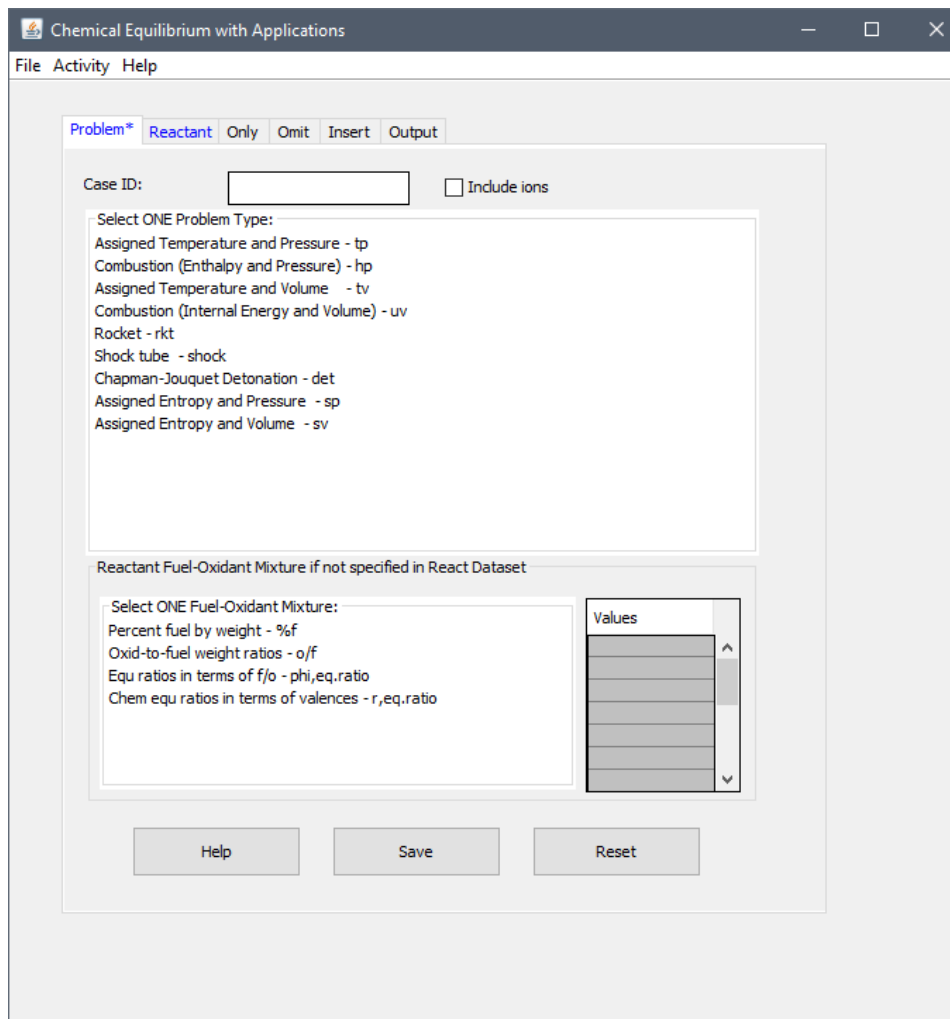 Chemical Equilibrium with Applications
File Activity Help
Problem* Reactant Only Omit Insert Output
Case ID: Include ions
Select ONE Problem Type:
Assigned Temperature and Pressure - tp
Combustion (Enthalpy and Pressure) - hp
Assigned Temperature and Volume - tv
Combustion (Internal Energy and Volume) - uv
Rocket - rkt
Shock tube - shock
Chapman-Jouquet Detonation - det
Assigned Entropy and Pressure - sp
Assigned Entropy and Volume - sv
Reactant Fuel-Oxidant Mixture if not specified in React Dataset
Select ONE Fuel-Oxidant Mixture:
Values
Percent fuel by weight - %f
Oxid-to-fuel weight ratios - o/f
Equ ratios in terms of f/o - phi,eq.ratio
Chem equ ratios in terms of valences - r,eq.ratio
Help Save Reset